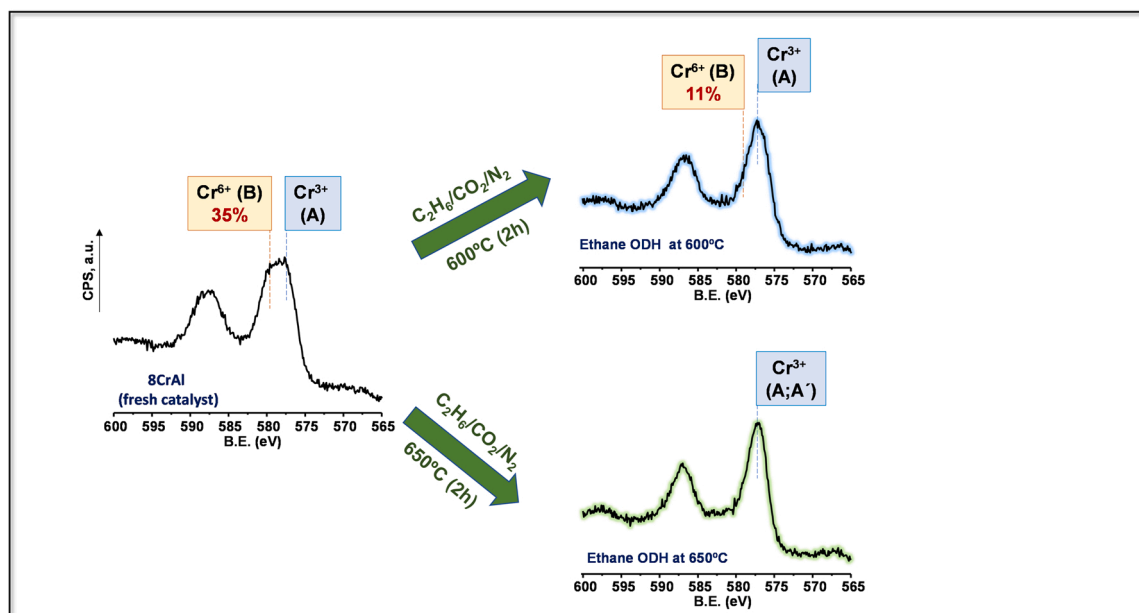 Cr⁶⁺ (B)
35%
Cr³⁺
(A)
CPS, a.u.
8CrAl
(fresh catalyst)
600 595 590 585 580 575 570 565
B.E. (eV)
C₂H₆/CO₂/N₂
600ºC (2h)
Cr⁶⁺ (B)
11%
Cr³⁺
(A)
Ethane ODH at 600ºC
600 595 590 585 580 575 570 565
B.E. (eV)
C₂H₆/CO₂/N₂
650ºC (2h)
Cr³⁺
(A;A´)
Ethane ODH at 650ºC
600 595 590 585 580 575 570 565
B.E. (eV)